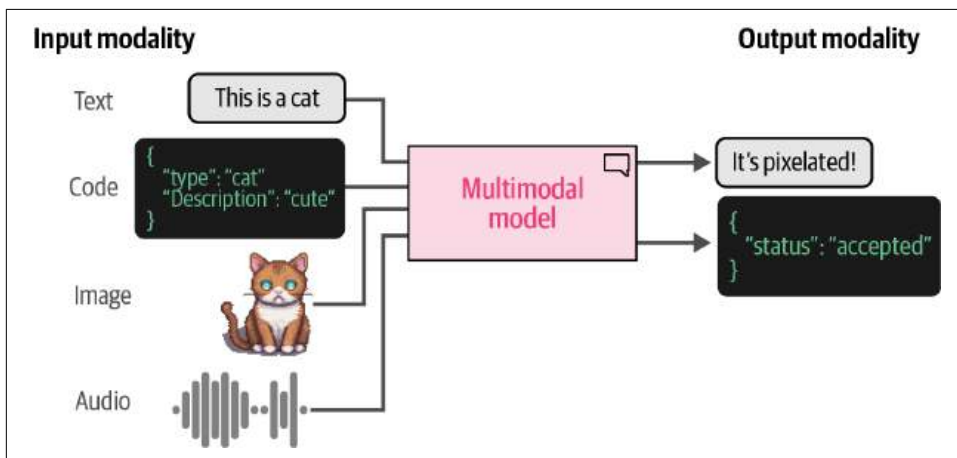 Input modality
Output modality
Text
This is a cat
Code
{
"type": "cat"
"Description": "cute"
}
Image
Audio
Multimodal
model
It's pixelated!
{
"status": "accepted"
}